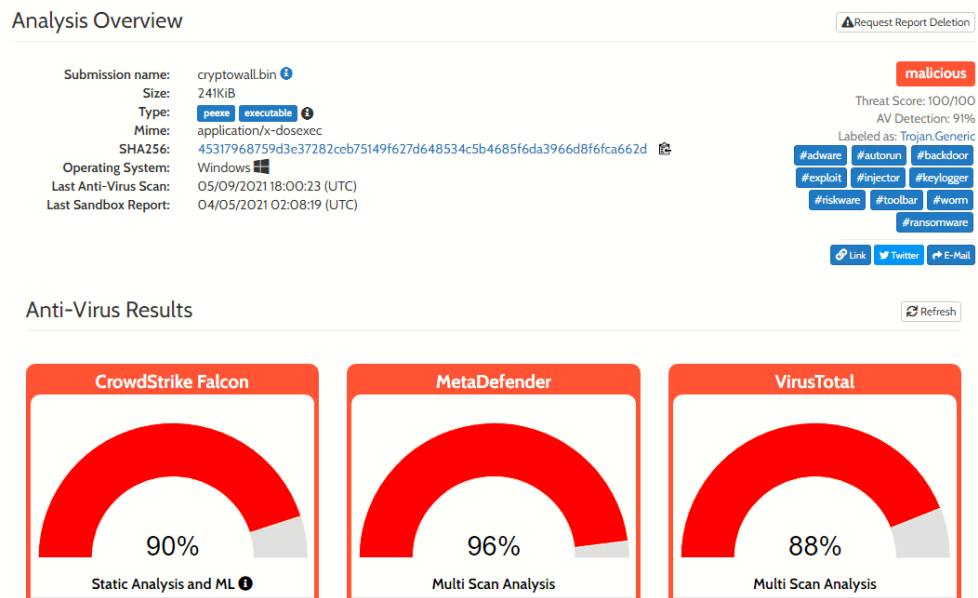 Analysis Overview
Request Report Deletion
Submission name: cryptowall.bin
Size: 241KiB
Type: peexe executable
Mime: application/x-dosexec
SHA256: 45317968759d3e37282ceb75149f627d648534c5b4685f6da3966d8f6fca662d
Operating System: Windows
Last Anti-Virus Scan: 05/09/2021 18:00:23 (UTC)
Last Sandbox Report: 04/05/2021 02:08:19 (UTC)
malicious
Threat Score: 100/100
AV Detection: 91%
Labeled as: Trojan.Generic
#adware #autorun #backdoor
#exploit #injector #keylogger
#riskware #toolbar #worm
#ransomware
Link Twitter E-Mail
Anti-Virus Results
Refresh
CrowdStrike Falcon
90%
Static Analysis and ML
MetaDefender
96%
Multi Scan Analysis
VirusTotal
88%
Multi Scan Analysis